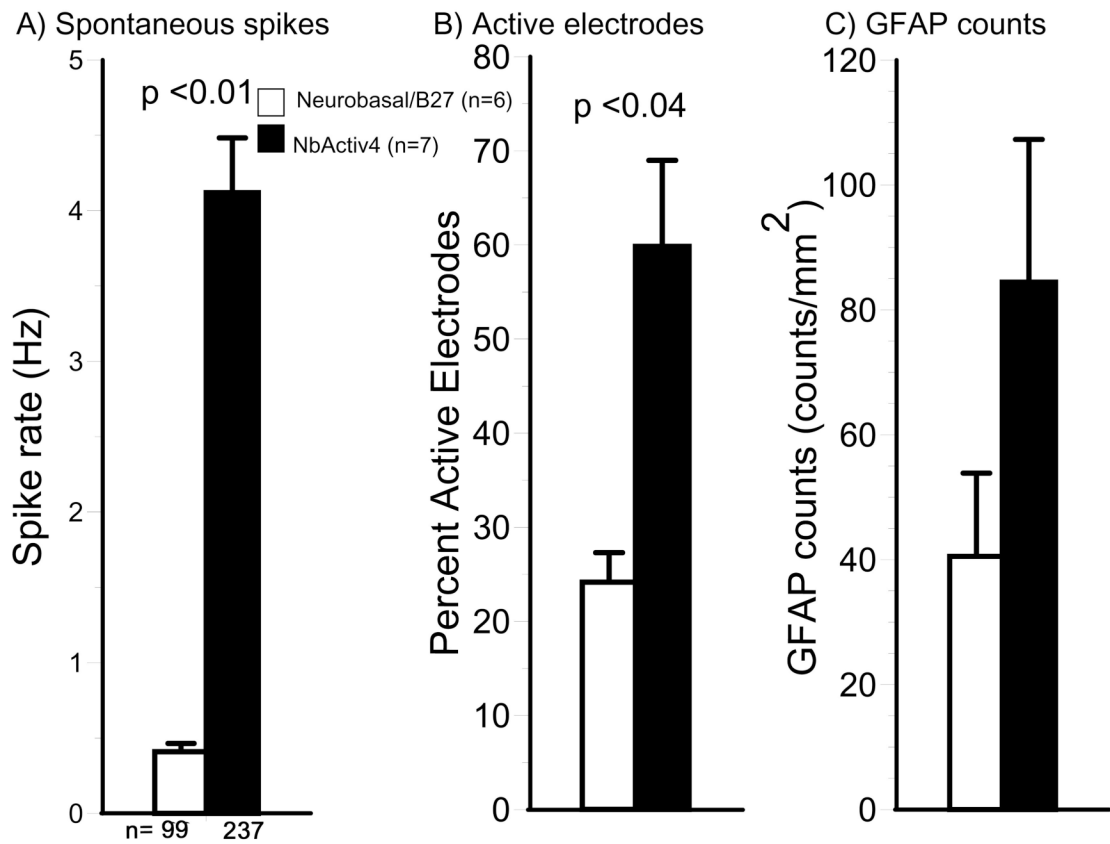 A) Spontaneous spikes
5
4
3
2
1
0
Spike rate (Hz)
p <0.01
Neurobasal/B27 (n=6)
NbActiv4 (n=7)
n= 99 237
B) Active electrodes
80
70
60
50
40
30
20
10
0
Percent Active Electrodes
p <0.04
C) GFAP counts
120
100
80
60
40
20
0
GFAP counts (counts/mm²)